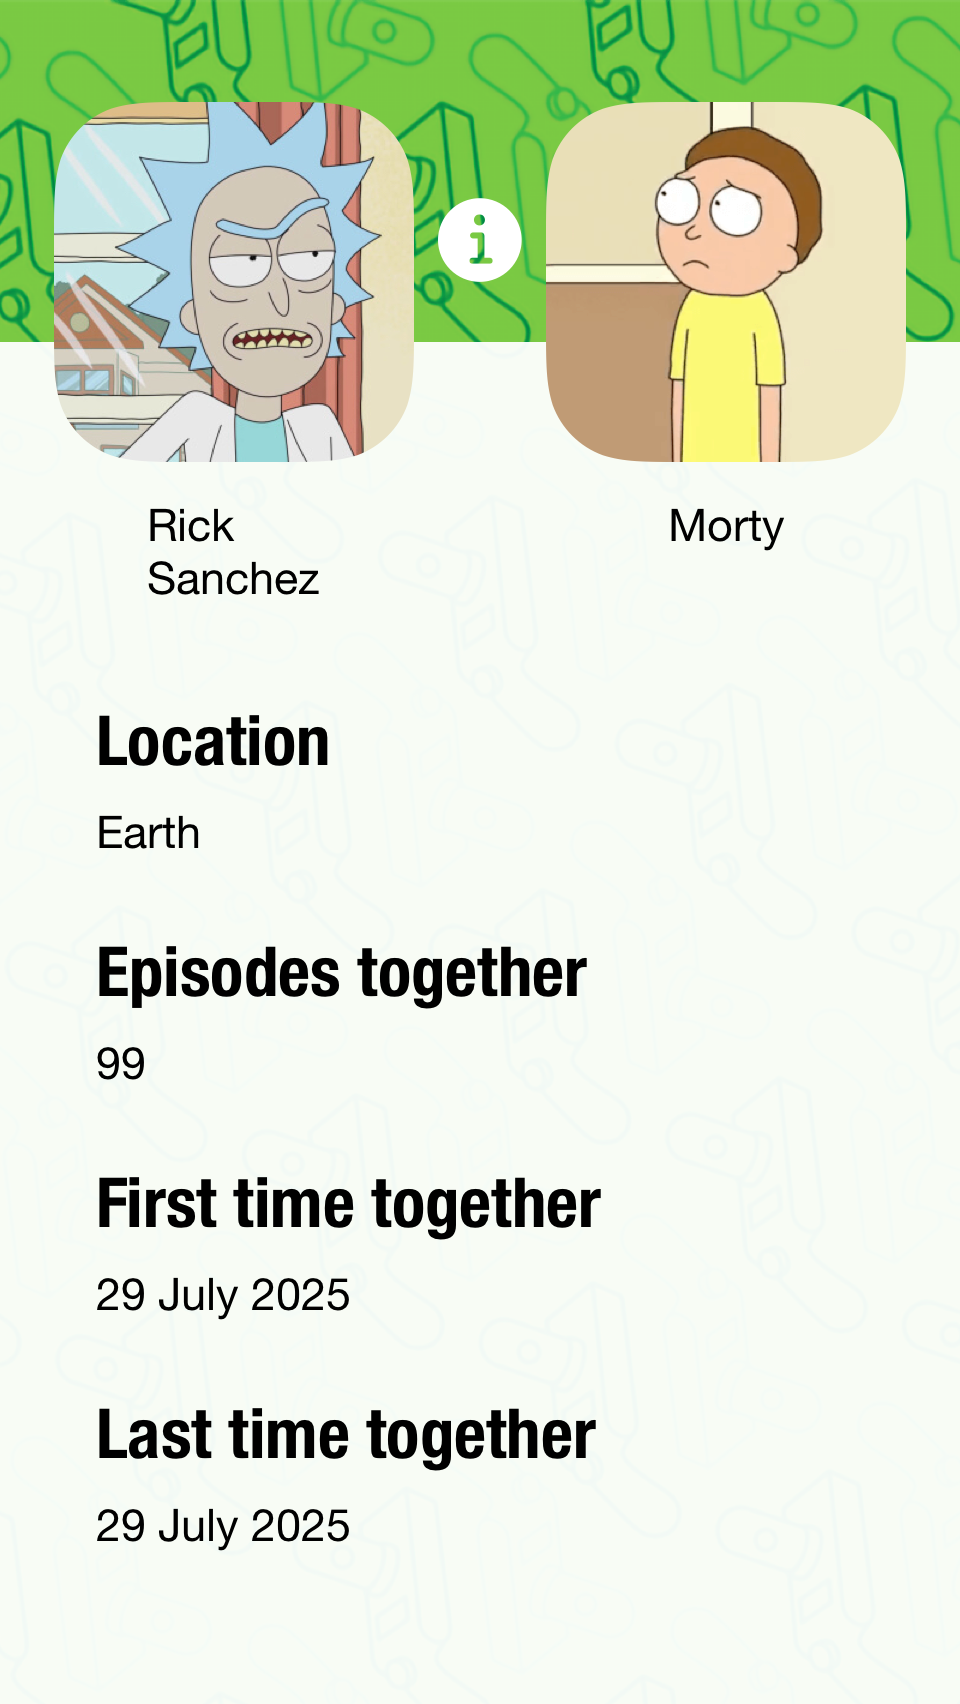 i
Rick
Sanchez
Morty
Location
Earth
Episodes together
99
First time together
29 July 2025
Last time together
29 July 2025